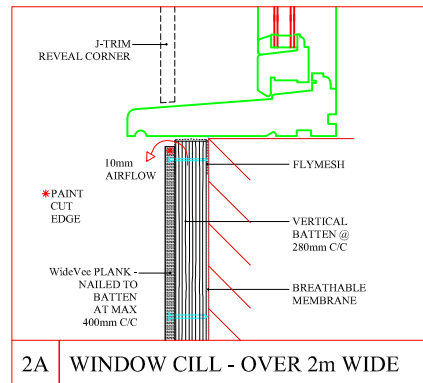 J-TRIM
REVEAL CORNER
10mm
AIRFLOW
FLYMESH
*PAINT
CUT
EDGE
VERTICAL
BATTEN @
280mm C/C
WideVee PLANK -
NAILED TO
BATTEN
AT MAX
400mm C/C
BREATHABLE
MEMBRANE
2A WINDOW CILL - OVER 2m WIDE